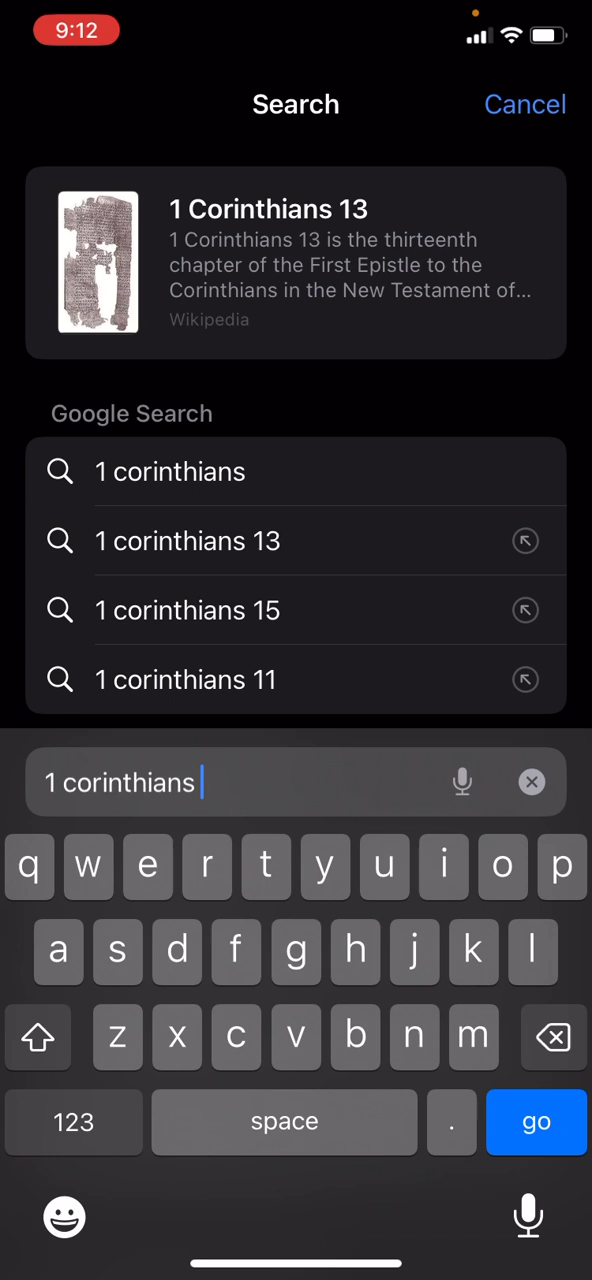 9:12
Search
Cancel
1 Corinthians 13
1 Corinthians 13 is the thirteenth
chapter of the First Epistle to the
Corinthians in the New Testament of...
Wikipedia
Google Search
1 corinthians
1 corinthians 13
1 corinthians 15
1 corinthians 11
1 corinthians
q w e r t y u i o p
a s d f g h j k l
z x c v b n m
123 space . go